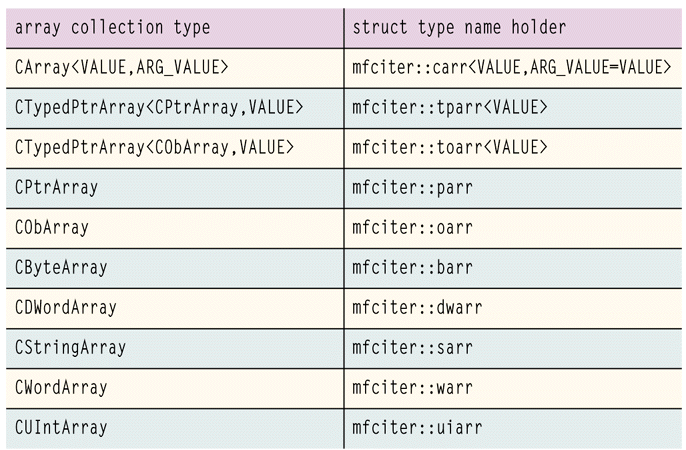 array collection type struct type name holder
CArray<VALUE,ARG_VALUE> mfciter::carr<VALUE,ARG_VALUE=VALUE>
CTypedPtrArray<CPtrArray,VALUE> mfciter::tparr<VALUE>
CTypedPtrArray<CObArray,VALUE> mfciter::toarr<VALUE>
CPtrArray mfciter::parr
CObArray mfciter::oarr
CByteArray mfciter::barr
CDWordArray mfciter::dwarr
CStringArray mfciter::sarr
CWordArray mfciter::warr
CUIntArray mfciter::uiarr